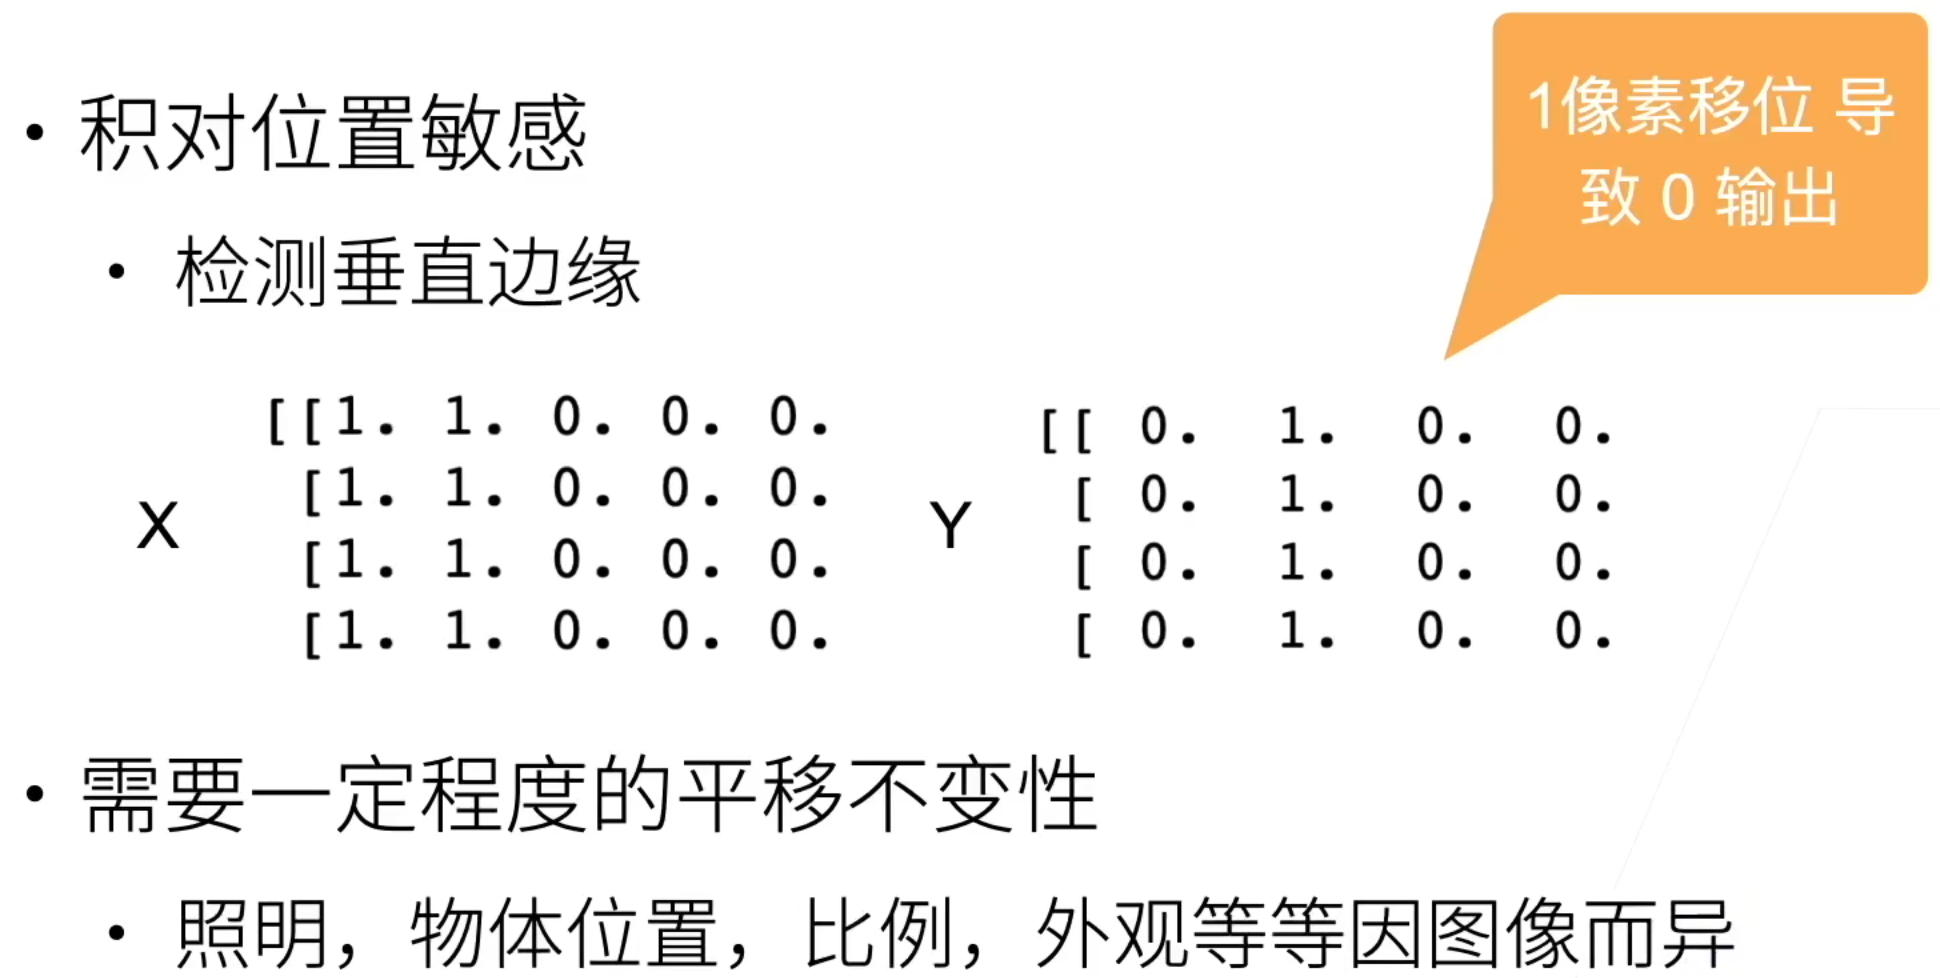 1像素移位 导
致 0 输出
• 积对位置敏感
• 检测垂直边缘
X
[[1. 1. 0. 0. 0.
[1. 1. 0. 0. 0.
[1. 1. 0. 0. 0.
[1. 1. 0. 0. 0.
Y
[[ 0. 1. 0. 0.
[ 0. 1. 0. 0.
[ 0. 1. 0. 0.
[ 0. 1. 0. 0.
• 需要一定程度的平移不变性
• 照明，物体位置，比例，外观等等因图像而异